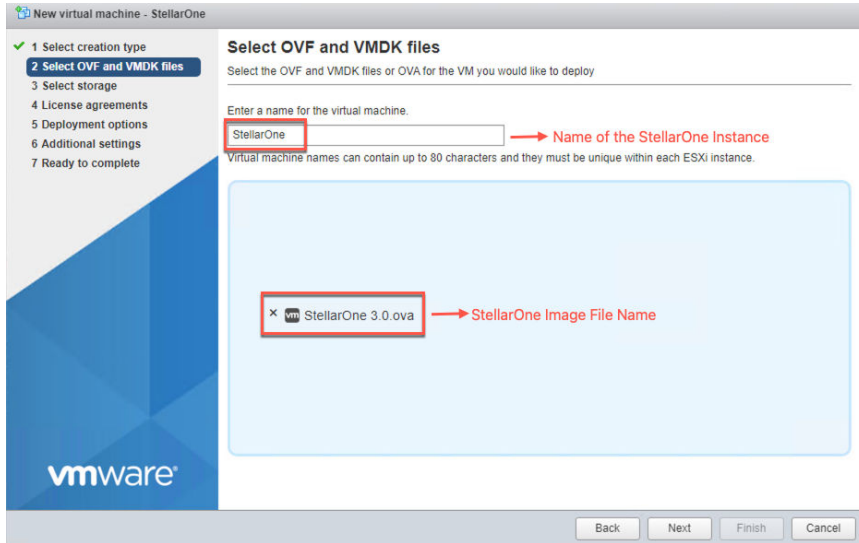 New virtual machine - StellarOne
1 Select creation type
2 Select OVF and VMDK files
3 Select storage
4 License agreements
5 Deployment options
6 Additional settings
7 Ready to complete
vmware®
Select OVF and VMDK files
Select the OVF and VMDK files or OVA for the VM you would like to deploy
Enter a name for the virtual machine.
StellarOne
Name of the StellarOne Instance
Virtual machine names can contain up to 80 characters and they must be unique within each ESXi instance.
× vm StellarOne 3.0.ova
StellarOne Image File Name
Back Next Finish Cancel